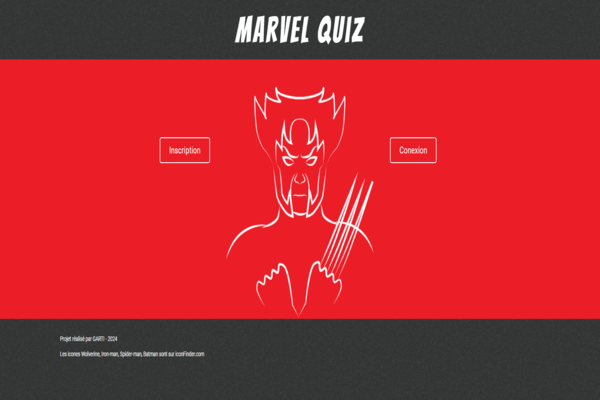 MARVEL QUIZ
Inscription
Conexion
Projet réalisé par GARTI - 2024
Les icones Wolverine, Iron-man, Spider-man, Batman sont sur iconFinder.com